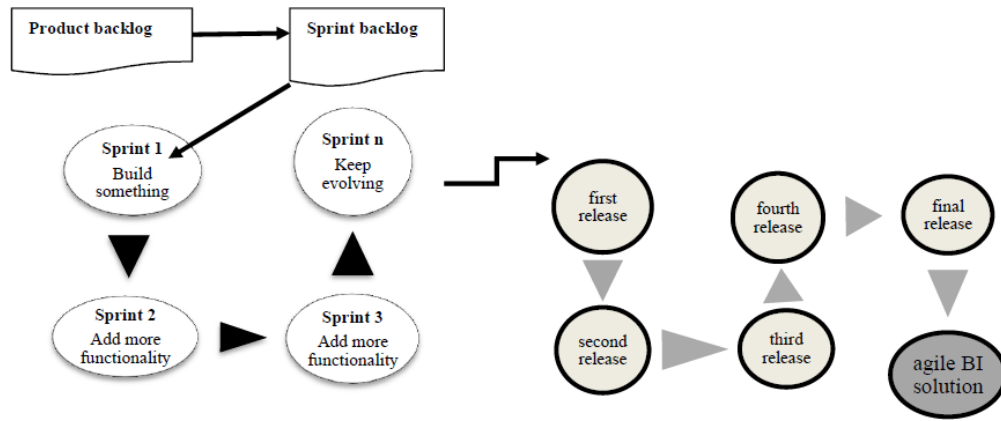 Product backlog
Sprint backlog
Sprint 1
Build
something
Sprint n
Keep
evolving
Sprint 2
Add more
functionality
Sprint 3
Add more
functionality
first
release
second
release
third
release
fourth
release
final
release
agile BI
solution